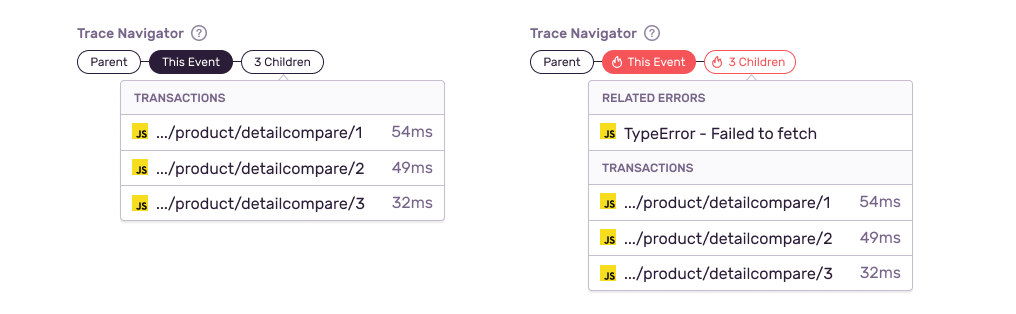 Trace Navigator ?
Parent This Event 3 Children
TRANSACTIONS
JS .../product/detailcompare/1 54ms
JS .../product/detailcompare/2 49ms
JS .../product/detailcompare/3 32ms
Trace Navigator ?
Parent This Event 3 Children
RELATED ERRORS
JS TypeError - Failed to fetch
TRANSACTIONS
JS .../product/detailcompare/1 54ms
JS .../product/detailcompare/2 49ms
JS .../product/detailcompare/3 32ms